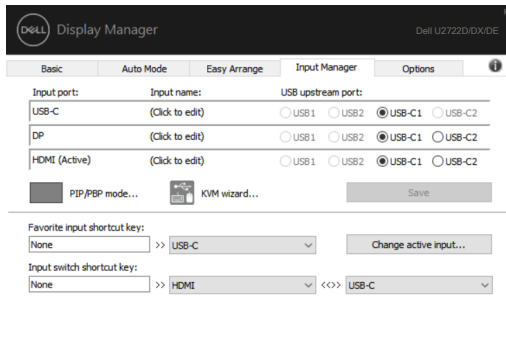 DELL Display Manager
Dell U2722D/DX/DE
Basic Auto Mode Easy Arrange Input Manager Options
Input port: Input name: USB upstream port:
USB-C (Click to edit) USB1 USB2 USB-C1 USB-C2
DP (Click to edit) USB1 USB2 USB-C1 USB-C2
HDMI (Active) (Click to edit) USB1 USB2 USB-C1 USB-C2
PIP/PBP mode... KVM wizard... Save
Favorite input shortcut key:
None >> USB-C Change active input...
Input switch shortcut key:
None >> HDMI <<>> USB-C